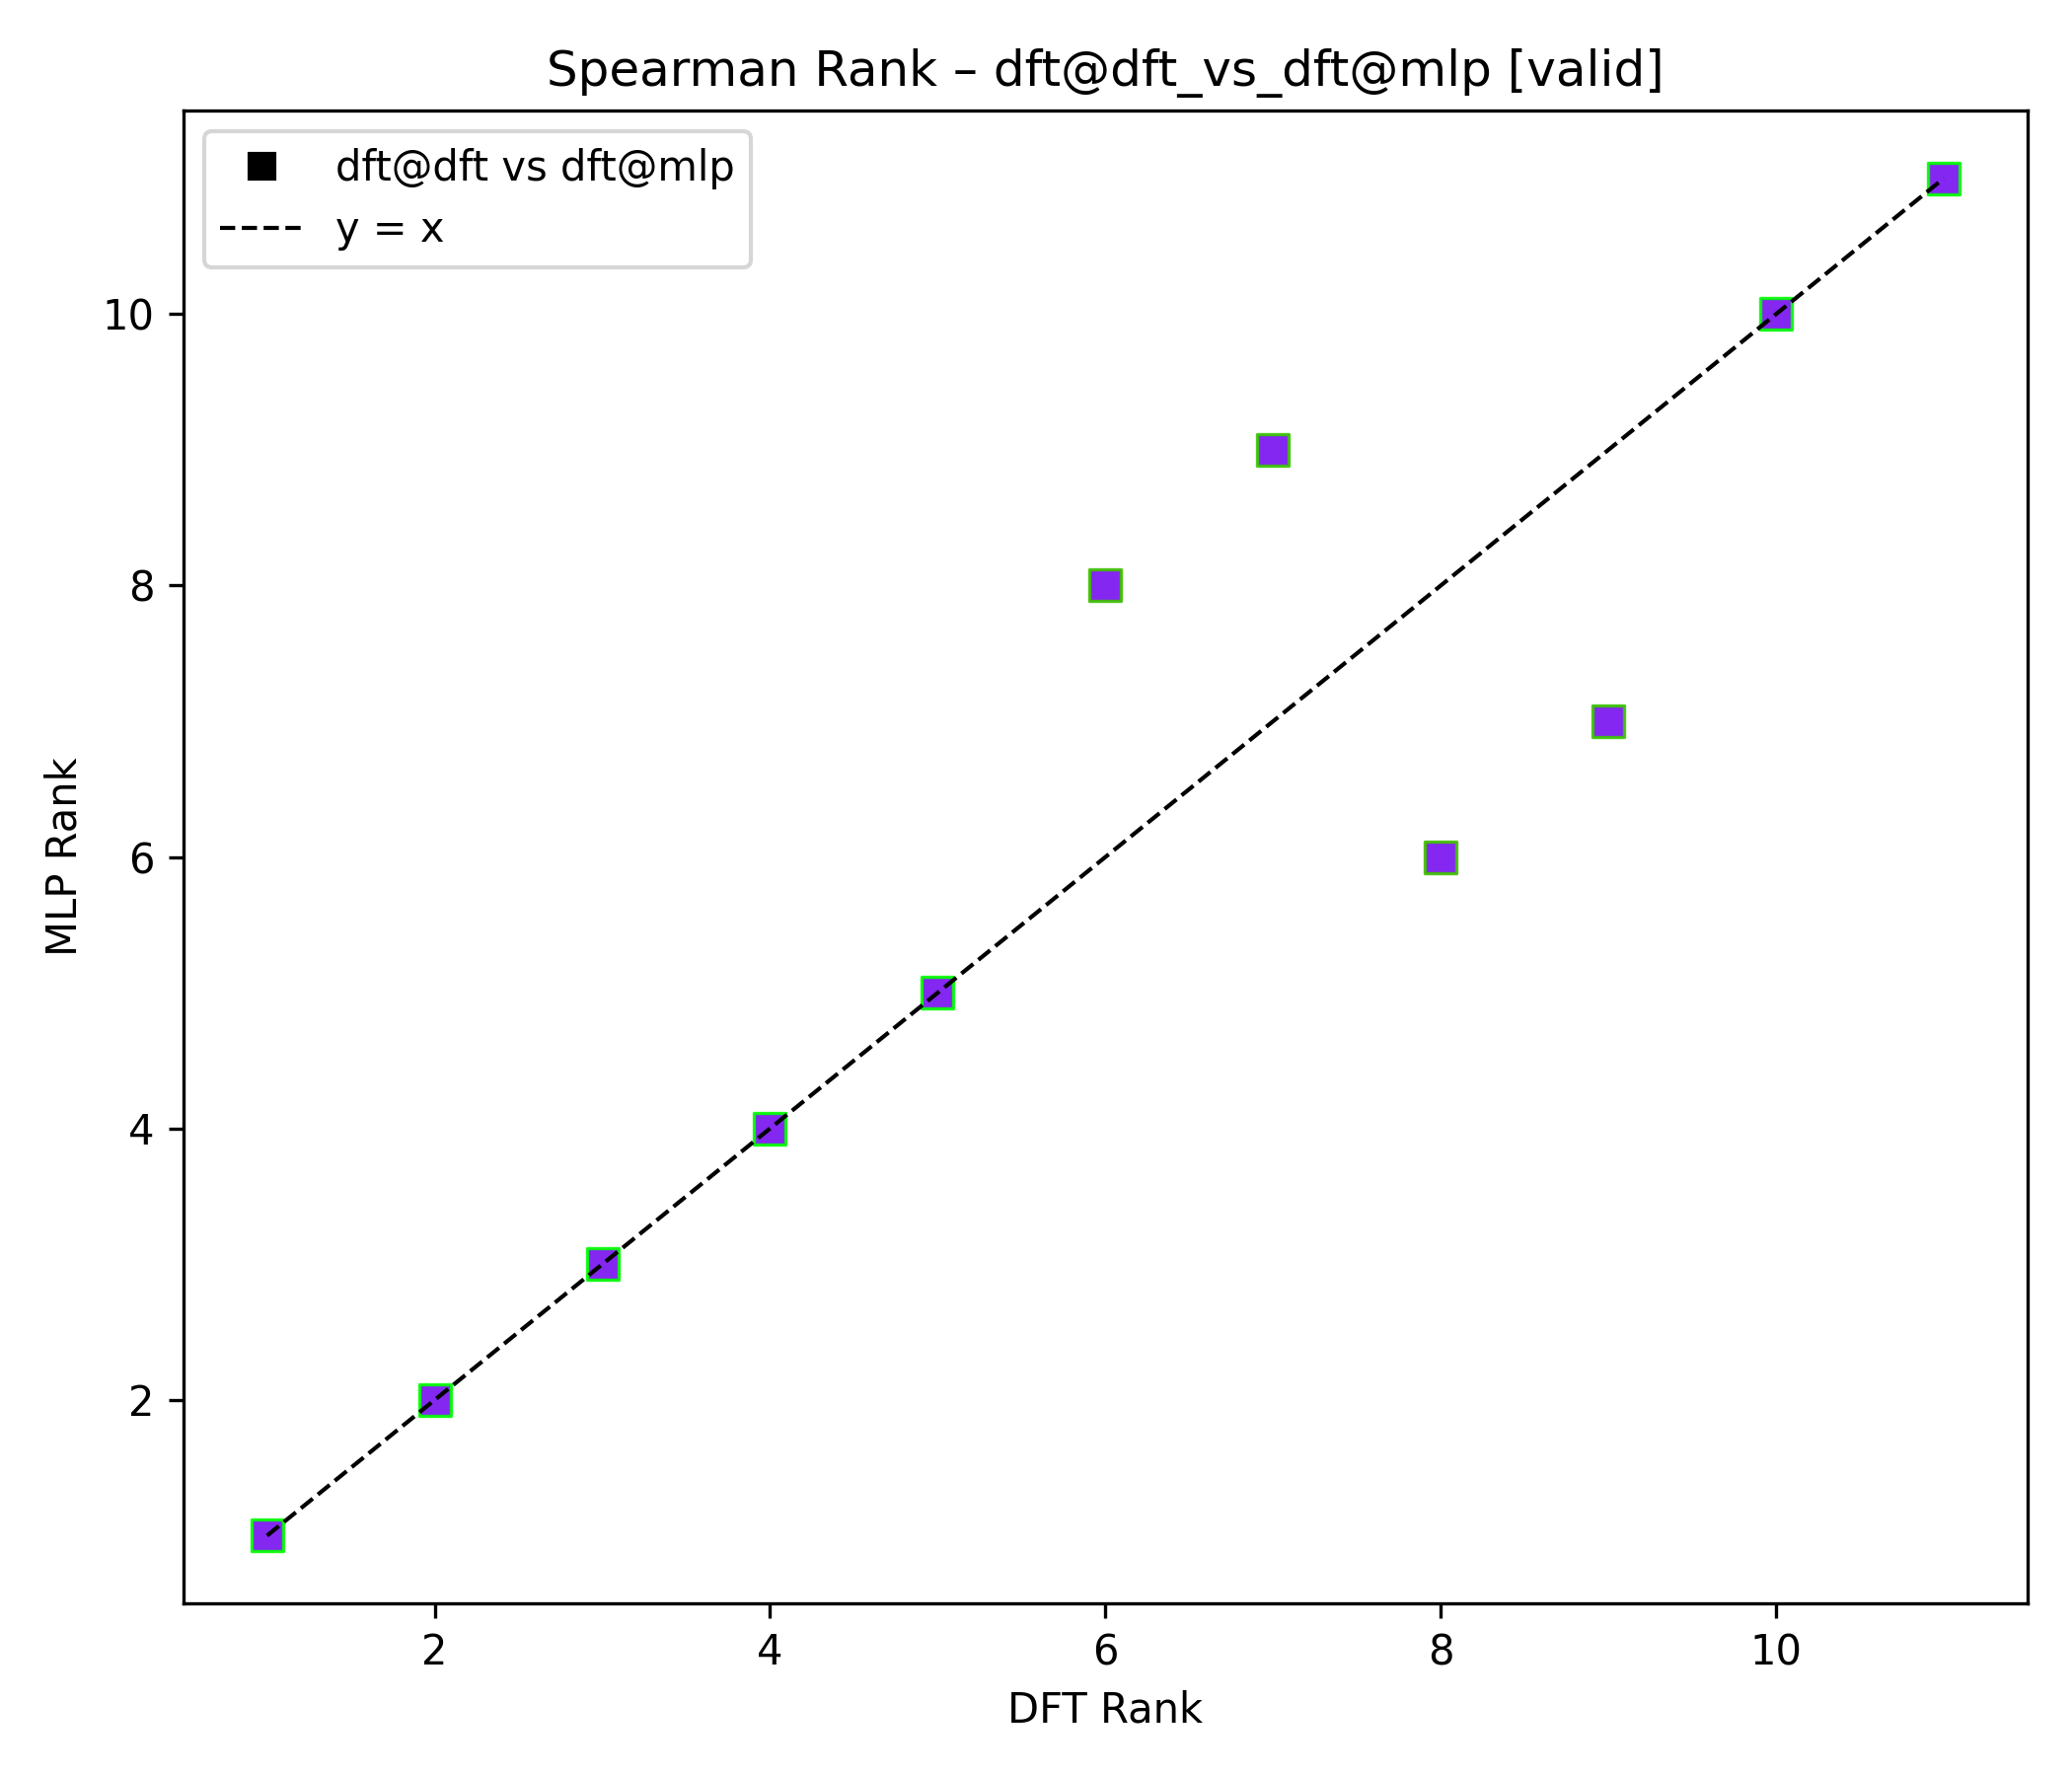 Spearman Rank – dft@dft_vs_dft@mlp [valid]
dft@dft vs dft@mlp
y = x
10
8
6
4
2
MLP Rank
2 4 6 8 10
DFT Rank